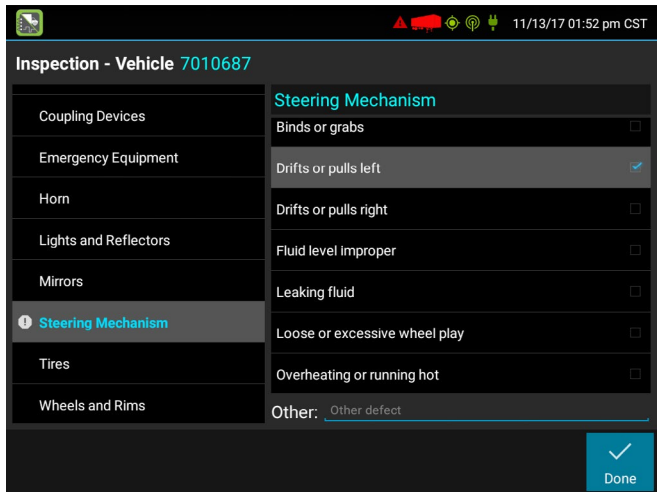 11/13/17 01:52 pm CST
Inspection - Vehicle 7010687
Coupling Devices
Emergency Equipment
Horn
Lights and Reflectors
Mirrors
Steering Mechanism
Tires
Wheels and Rims
Steering Mechanism
Binds or grabs
Drifts or pulls left
Drifts or pulls right
Fluid level improper
Leaking fluid
Loose or excessive wheel play
Overheating or running hot
Other: Other defect
Done